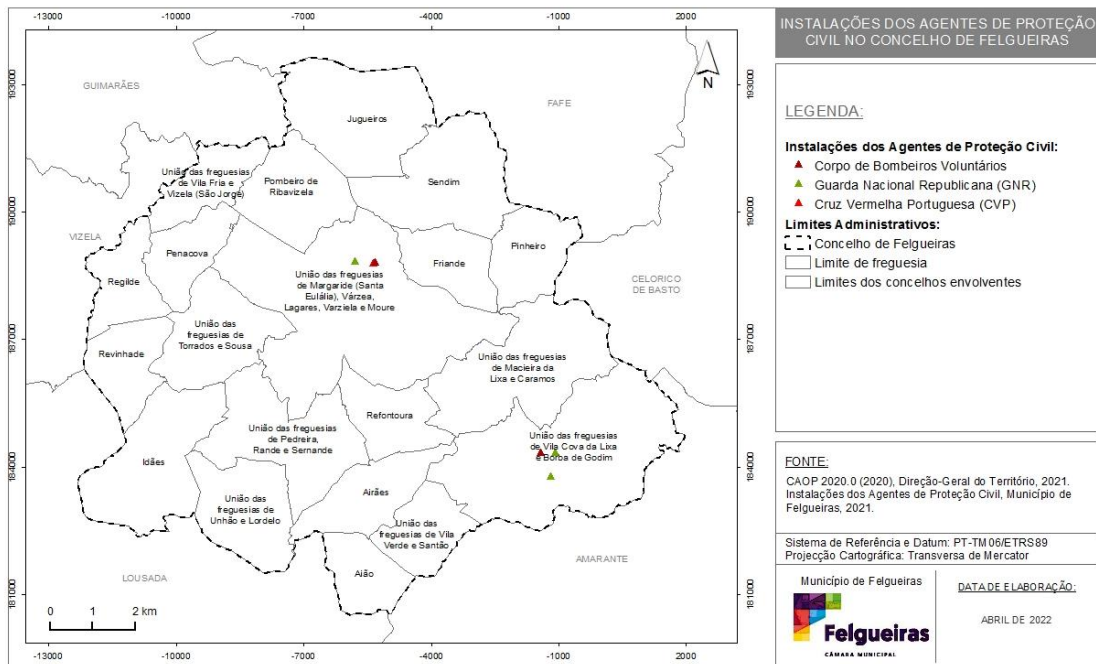 -13000
-10000
-7000
-4000
-1000
2000
193000
193000
GUIMARÃES
FAFE
N
Jugueiros
União das freguesias
de Vila Fria e
Vizela (São Jorge)
Pombeiro de
Ribavizela
Sendim
190000
190000
VIZELA
Penacova
Pinheiro
Friande
Regilde
União das freguesias
de Margaride (Santa
Eulália), Várzea,
Lagares, Varziela e Moure
CELORICO
DE BASTO
União das
freguesias de
Torrados e Sousa
187000
187000
Revinhade
União das freguesias
de Macieira da
Lixa e Caramos
Refontoura
União das freguesias
de Pedreira,
Rande e Sernande
União das freguesias
de Vila Cova da Lixa
e Borba de Godim
184000
184000
Idães
Airães
União das
freguesias de
Unhão e Lordelo
União das
freguesias de Vila
Verde e Santão
AMARANTE
LOUSADA
Aião
181000
181000
0 1 2 km
-13000
-10000
-7000
-4000
-1000
2000
INSTALAÇÕES DOS AGENTES DE PROTEÇÃO
CIVIL NO CONCELHO DE FELGUEIRAS
LEGENDA:
Instalações dos Agentes de Proteção Civil:
Corpo de Bombeiros Voluntários
Guarda Nacional Republicana (GNR)
Cruz Vermelha Portuguesa (CVP)
Limites Administrativos:
Concelho de Felgueiras
Limite de freguesia
Limites dos concelhos envolventes
FONTE:
CAOP 2020.0 (2020), Direção-Geral do Território, 2021.
Instalações dos Agentes de Proteção Civil, Município de
Felgueiras, 2021.
Sistema de Referência e Datum: PT-TM06/ETRS89
Projecção Cartográfica: Transversa de Mercator
Município de Felgueiras
Felgueiras
CÂMARA MUNICIPAL
DATA DE ELABORAÇÃO:
ABRIL DE 2022